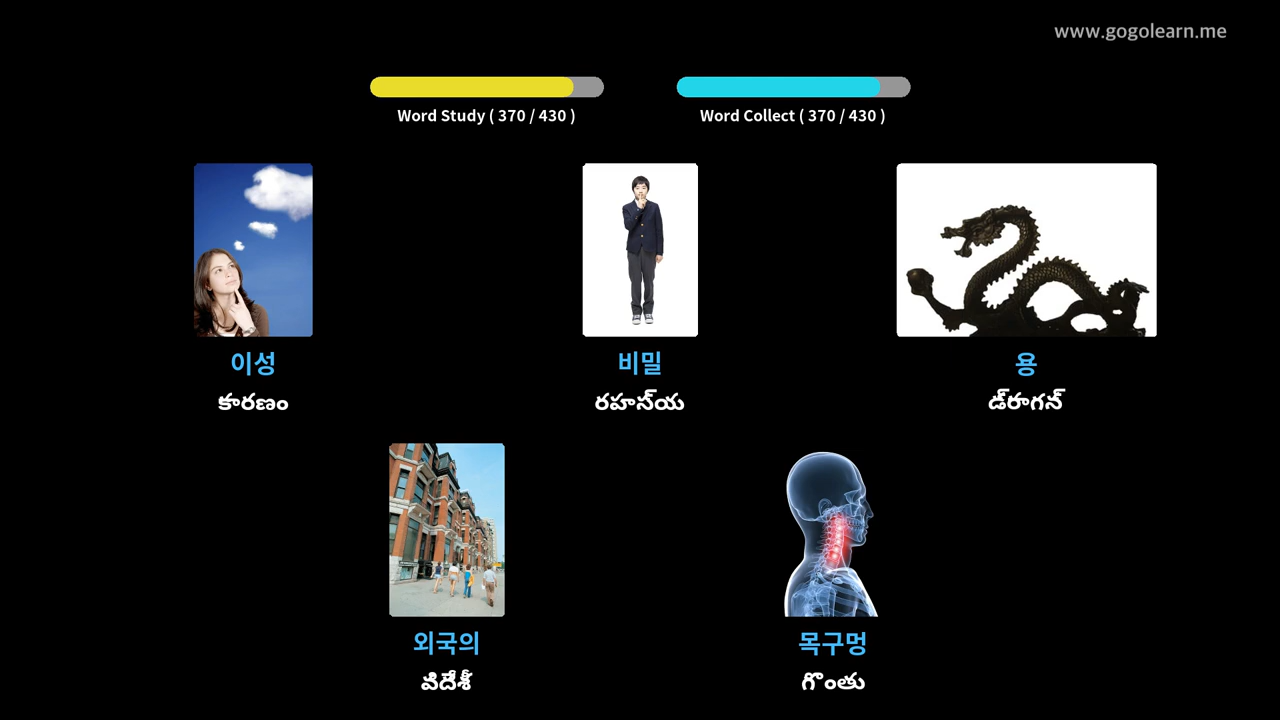 www.gogolearn.me
Word Study ( 370 / 430 )
Word Collect ( 370 / 430 )
이성
కారణం
비밀
రహస్య
용
డ్రాగన్
외국의
విదేశీ
목구멍
గొంతు